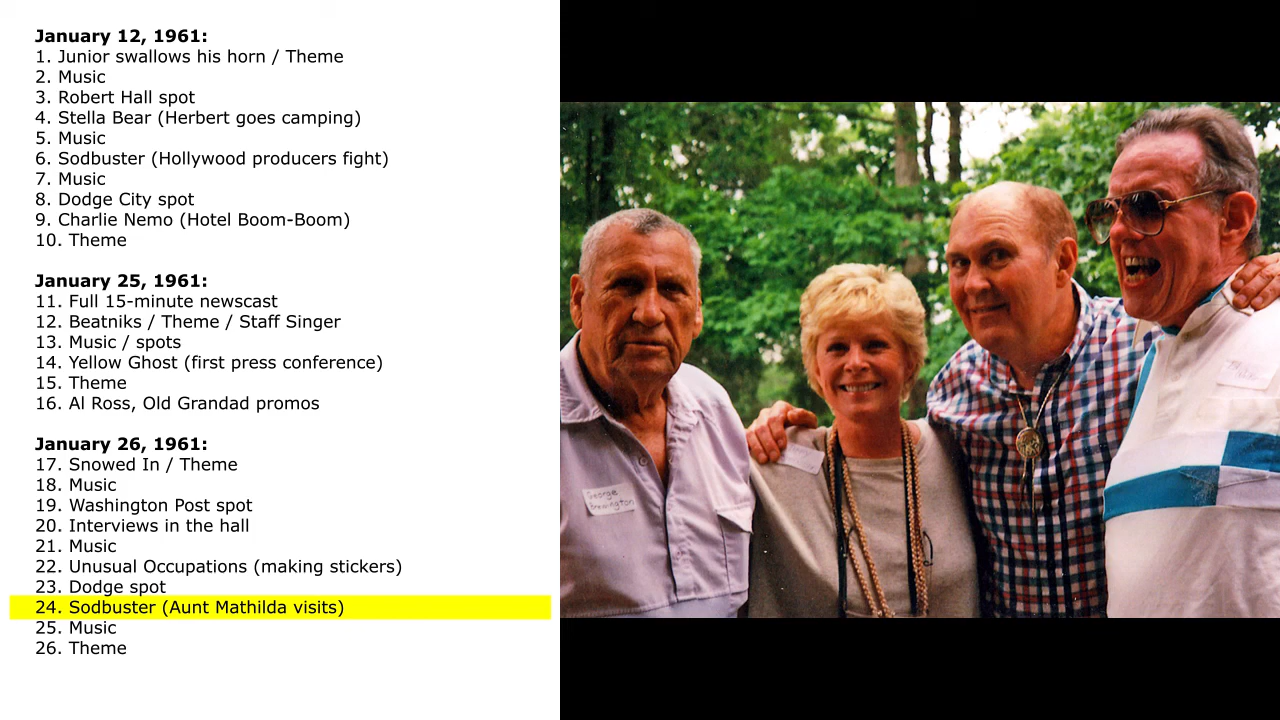 January 12, 1961:
1. Junior swallows his horn / Theme
2. Music
3. Robert Hall spot
4. Stella Bear (Herbert goes camping)
5. Music
6. Sodbuster (Hollywood producers fight)
7. Music
8. Dodge City spot
9. Charlie Nemo (Hotel Boom-Boom)
10. Theme
January 25, 1961:
11. Full 15-minute newscast
12. Beatniks / Theme / Staff Singer
13. Music / spots
14. Yellow Ghost (first press conference)
15. Theme
16. Al Ross, Old Grandad promos
January 26, 1961:
17. Snowed In / Theme
18. Music
19. Washington Post spot
20. Interviews in the hall
21. Music
22. Unusual Occupations (making stickers)
23. Dodge spot
24. Sodbuster (Aunt Mathilda visits)
25. Music
26. Theme
George